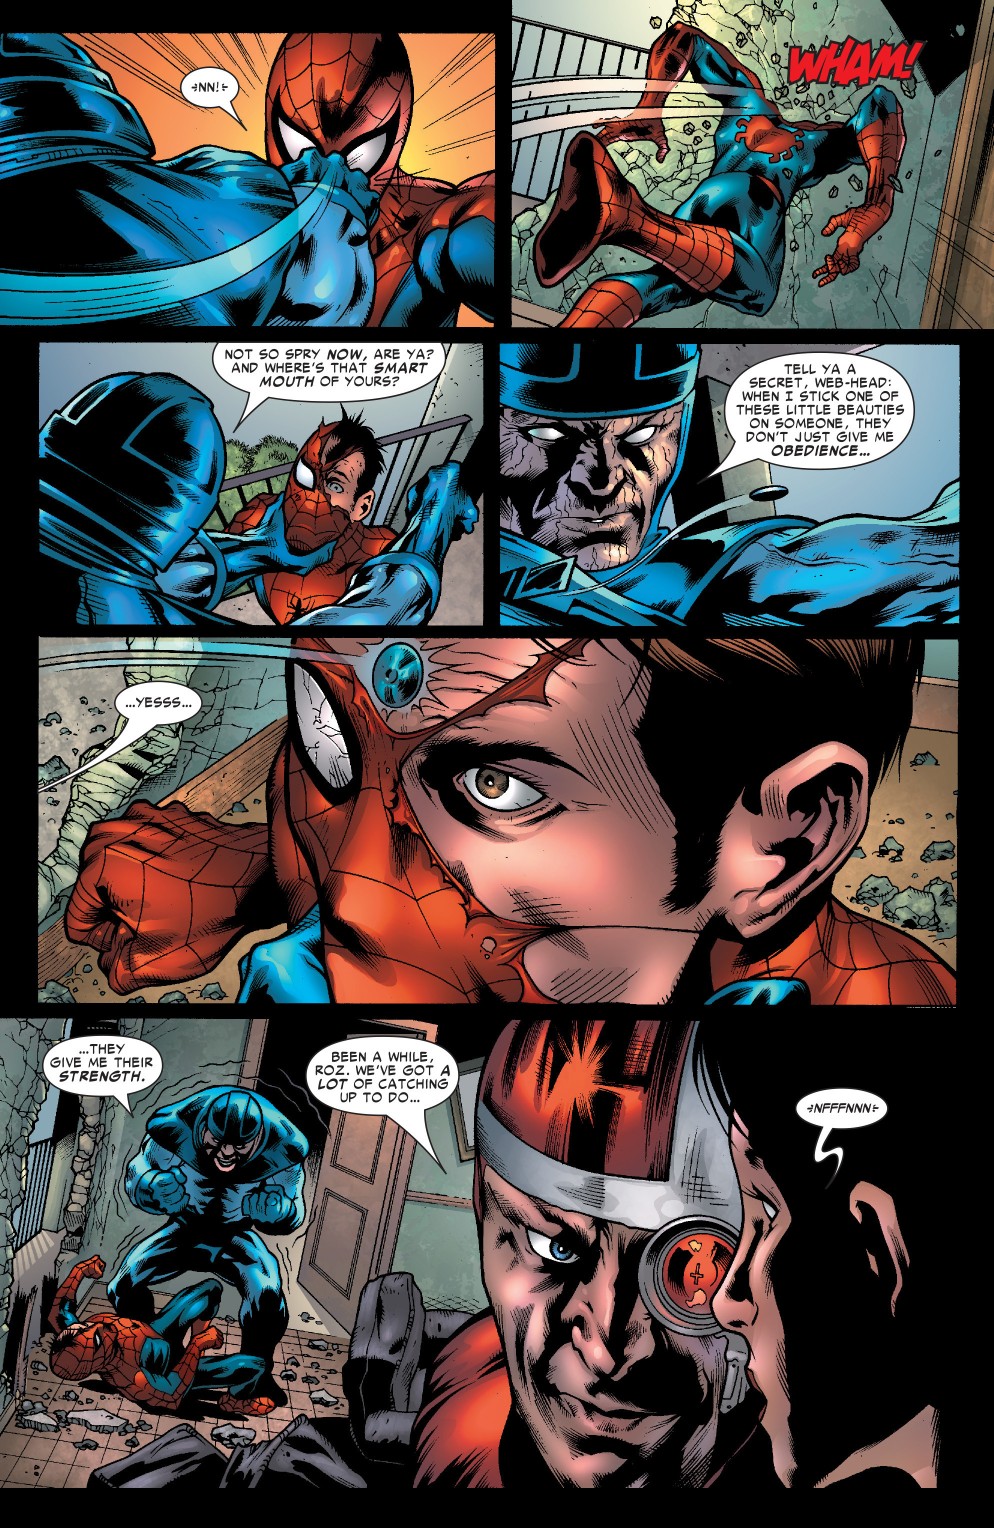 ÷NN!÷
WHAM!
NOT SO SPRY NOW, ARE YA?
AND WHERE'S THAT SMART
MOUTH OF YOURS?
TELL YA A
SECRET, WEB-HEAD:
WHEN I STICK ONE OF
THESE LITTLE BEAUTIES
ON SOMEONE, THEY
DON'T JUST GIVE ME
OBEDIENCE...
...YESSS...
...THEY
GIVE ME THEIR
STRENGTH.
BEEN A WHILE,
ROZ. WE'VE GOT A
LOT OF CATCHING
UP TO DO...
÷NFFFNNN÷